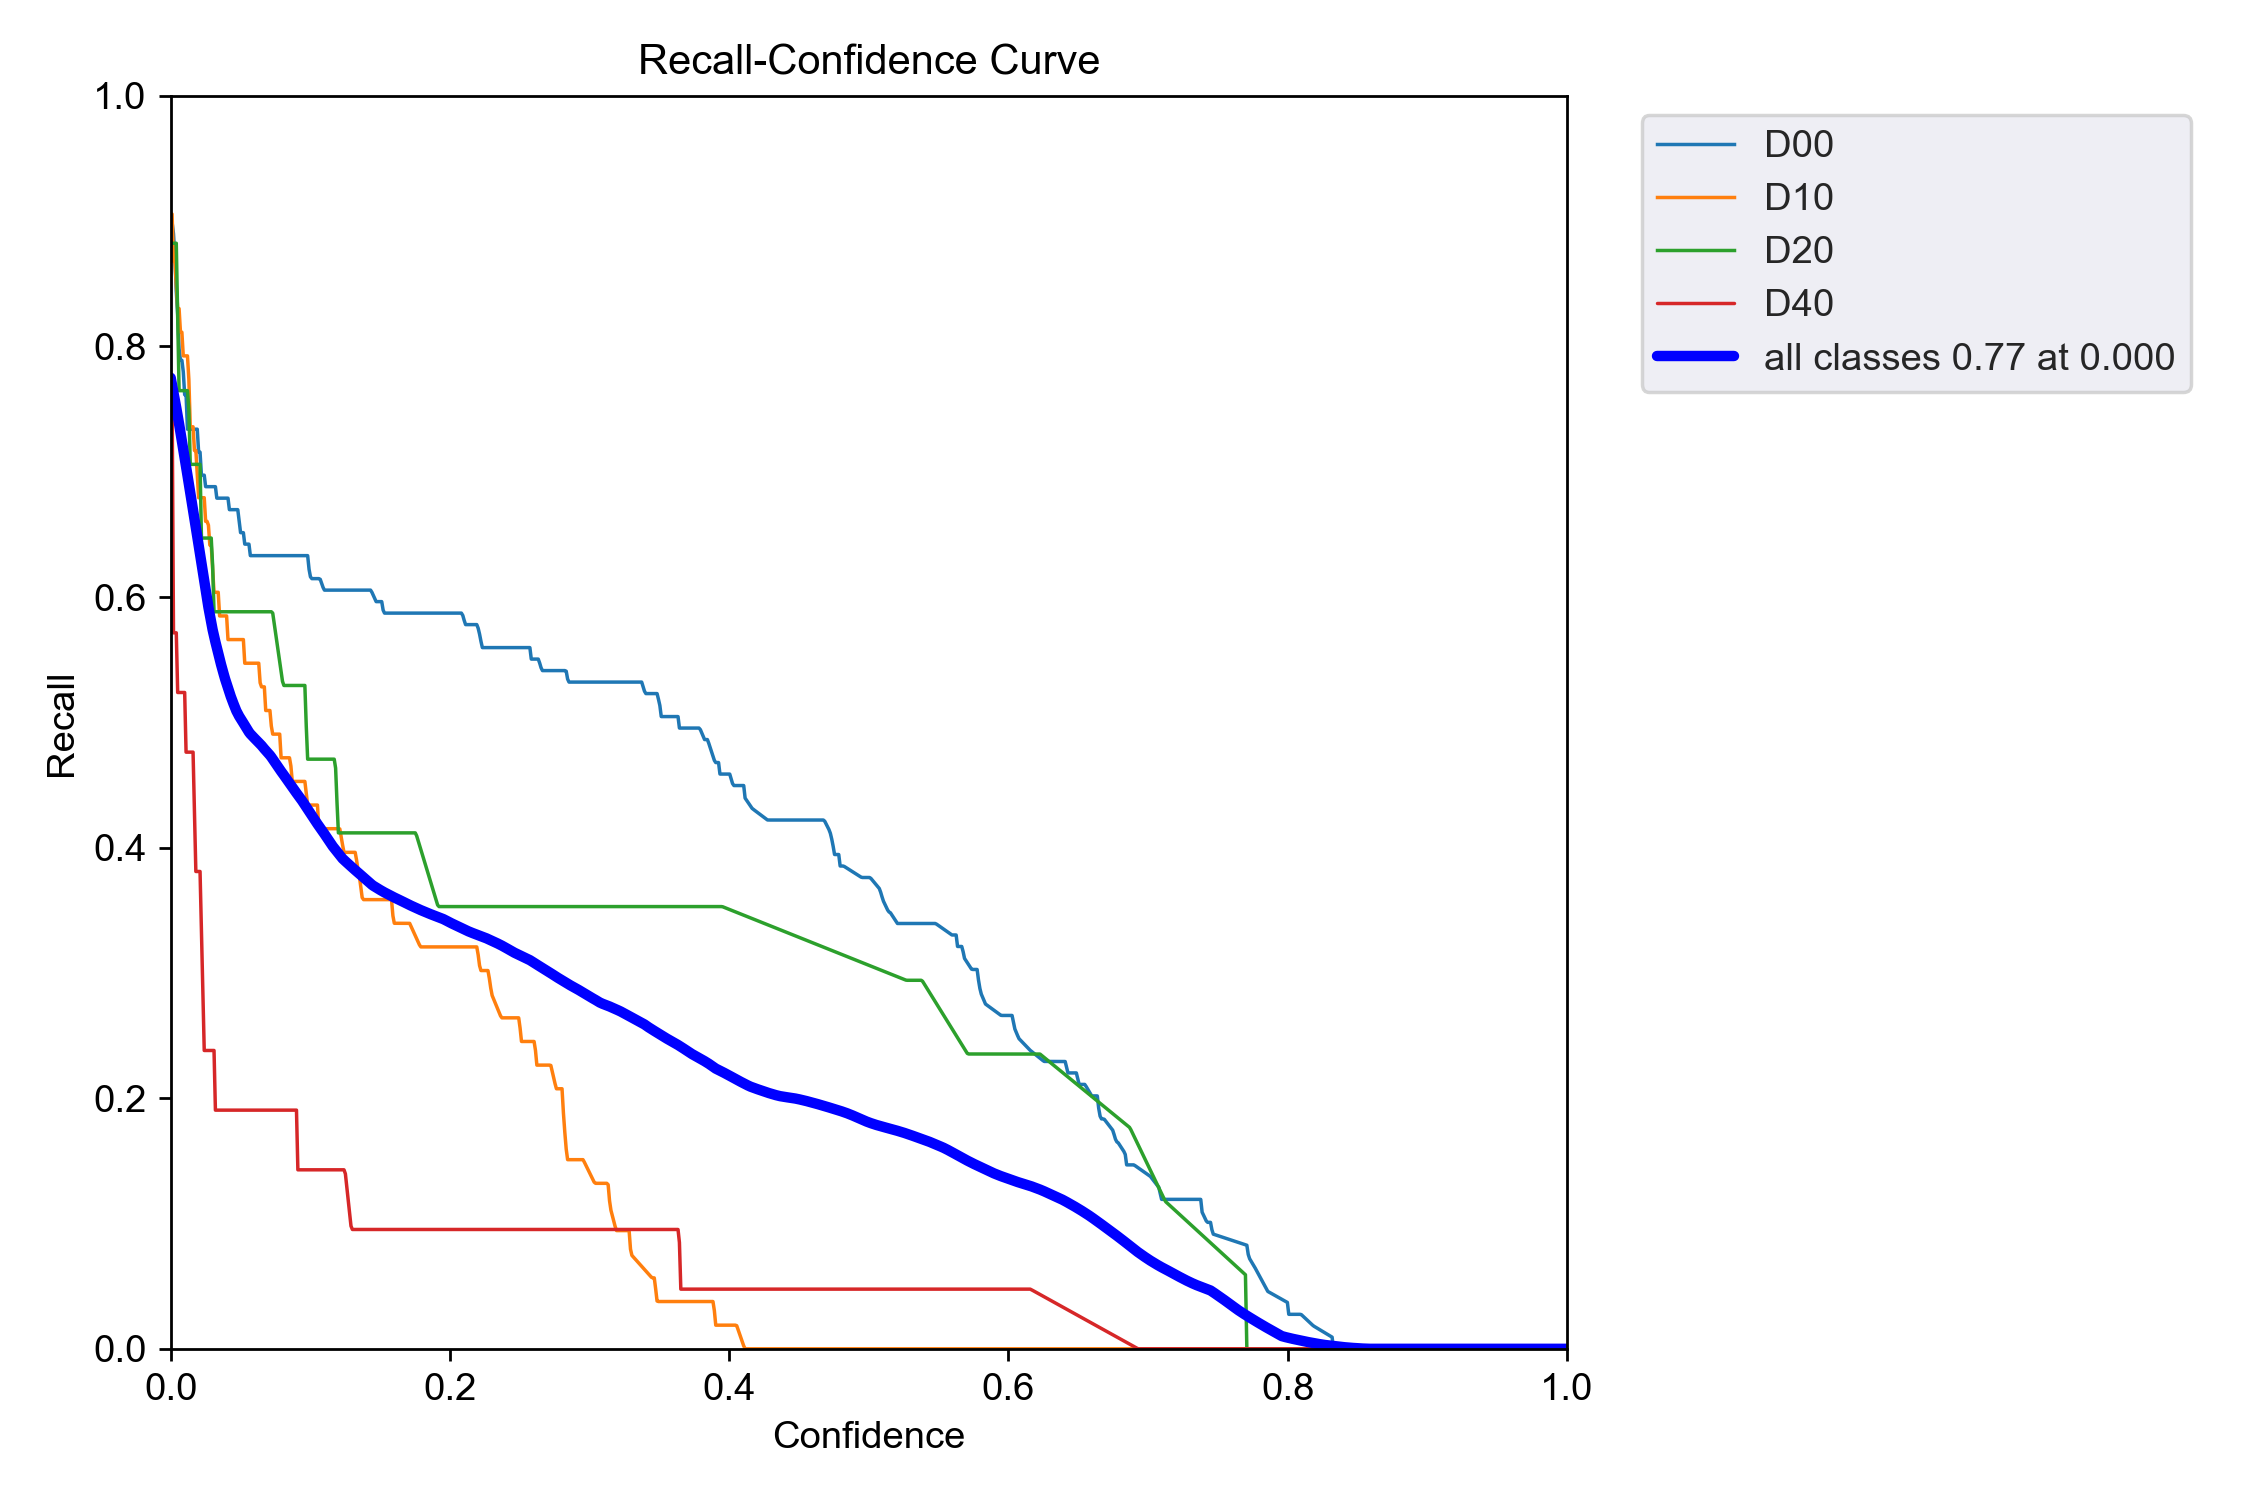 Recall-Confidence Curve
1.0
0.8
0.6
0.4
0.2
0.0
Recall
0.0 0.2 0.4 0.6 0.8 1.0
Confidence
D00
D10
D20
D40
all classes 0.77 at 0.000